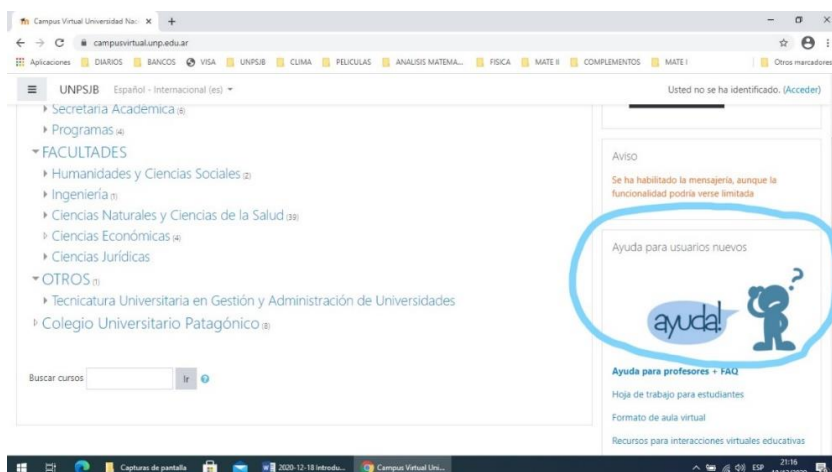 Campus Virtual Universidad Nac
campusvirtual.unp.edu.ar
Aplicaciones DIARIOS BANCOS VISA UNPSJB CLIMA PELICULAS ANALISIS MATEMA... FISICA MATE II COMPLEMENTOS MATE I Otros marcadores
UNPSJB Español - Internacional (es) Usted no se ha identificado. (Acceder)
Secretaría Académica (6)
Programas (4)
FACULTADES
Humanidades y Ciencias Sociales (2)
Ingeniería (1)
Ciencias Naturales y Ciencias de la Salud (33)
Ciencias Económicas (4)
Ciencias Jurídicas
OTROS (1)
Tecnicatura Universitaria en Gestión y Administración de Universidades
Colegio Universitario Patagónico (8)
Buscar cursos Ir
Aviso
Se ha habilitado la mensajería, aunque la
funcionalidad podría verse limitada
Ayuda para usuarios nuevos
ayuda!
?
Ayuda para profesores + FAQ
Hoja de trabajo para estudiantes
Formato de aula virtual
Recursos para interacciones virtuales educativas
Capturas de pantalla 2020-12-18 Introdu... Campus Virtual Uni... ESP 21:16